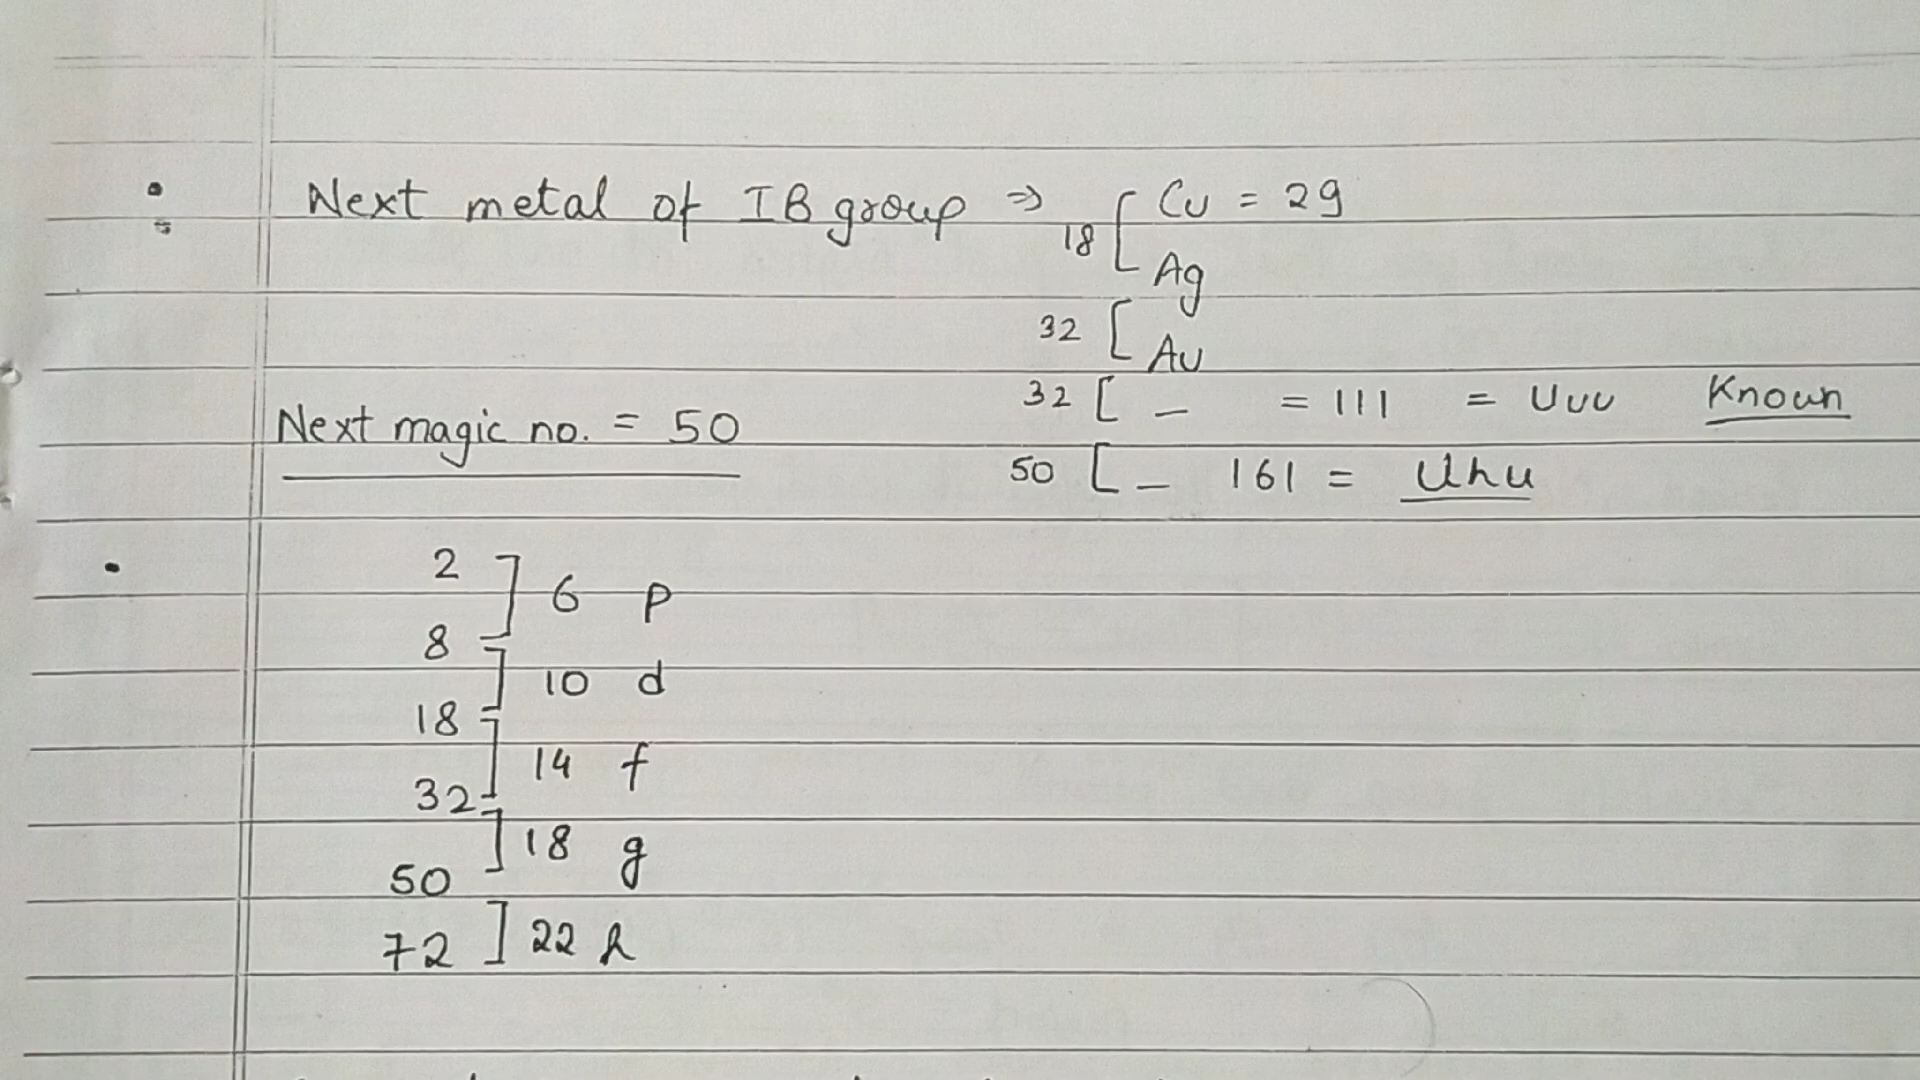 Next metal of IB group ⇒ 18 [ Cu = 29
Ag
32 [ Au
32 [ — = 111 = Uuu Known
Next magic no. = 50
50 [ — 161 = Uhu
2
] 6 p
8
] 10 d
18
] 14 f
32
] 18 g
50
] 22 h
72